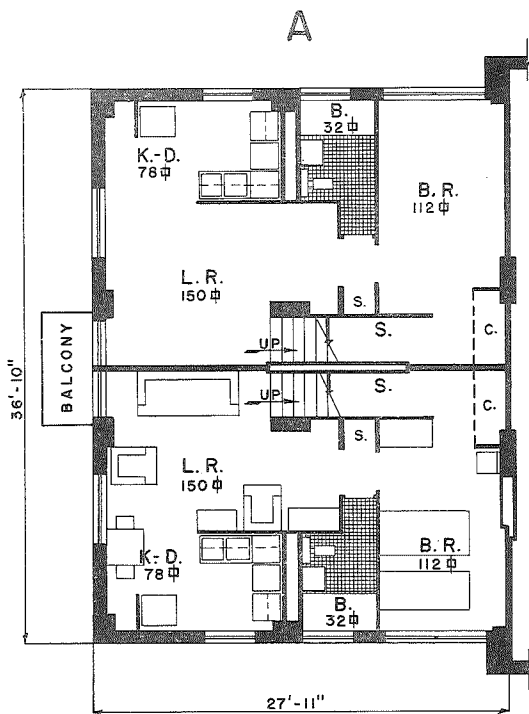 A
B.
32 ⏍
K.-D.
78 ⏍
B. R.
112 ⏍
L. R.
150 ⏍
S.
S.
C.
UP
BALCONY
36'-10"
UP
S.
C.
S.
L. R.
150 ⏍
K-D.
78 ⏍
B. R.
112 ⏍
B.
32 ⏍
27'-11"